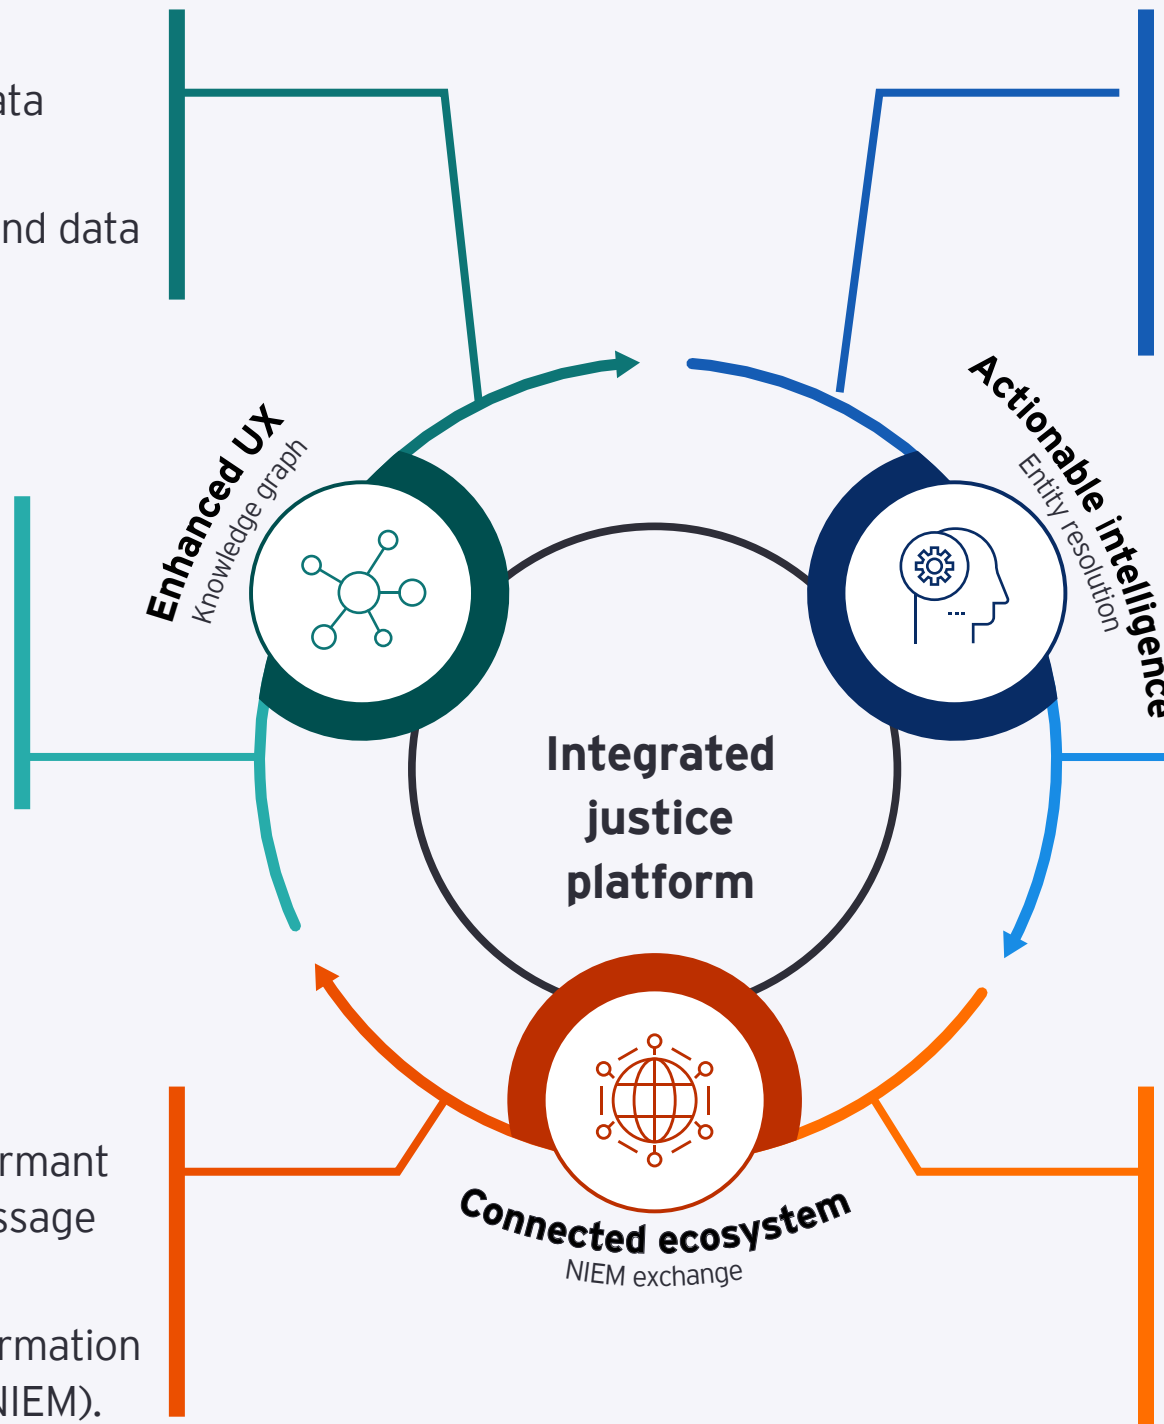 ata
nd data
Enhanced UX
Knowledge graph
Actionable intelligence
Entity resolution
Integrated
justice
platform
rmant
ssage
rmation
NIEM).
Connected ecosystem
NIEM exchange